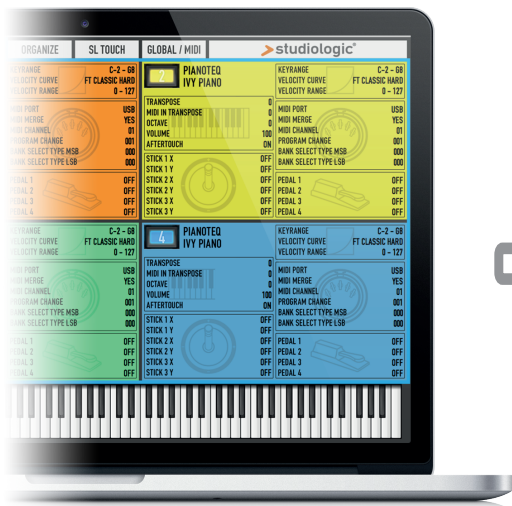 ORGANIZE SL TOUCH GLOBAL / MIDI studiologic®
KEYRANGE C-2 – G8
VELOCITY CURVE FT CLASSIC HARD
VELOCITY RANGE 0 – 127
MIDI PORT USB
MIDI MERGE YES
MIDI CHANNEL 01
PROGRAM CHANGE 001
BANK SELECT TYPE MSB 000
BANK SELECT TYPE LSB 000
PEDAL 1 OFF
PEDAL 2 OFF
PEDAL 3 OFF
PEDAL 4 OFF
2 PIANOTEQ
IVY PIANO
TRANSPOSE 0
MIDI IN TRANSPOSE 0
OCTAVE 0
VOLUME 100
AFTERTOUCH ON
STICK 1 X OFF
STICK 1 Y OFF
STICK 2 X OFF
STICK 2 Y OFF
STICK 3 X OFF
STICK 3 Y OFF
KEYRANGE C-2 – G8
VELOCITY CURVE FT CLASSIC HARD
VELOCITY RANGE 0 – 127
MIDI PORT USB
MIDI MERGE YES
MIDI CHANNEL 01
PROGRAM CHANGE 001
BANK SELECT TYPE MSB 000
BANK SELECT TYPE LSB 000
PEDAL 1 OFF
PEDAL 2 OFF
PEDAL 3 OFF
PEDAL 4 OFF
KEYRANGE C-2 – G8
VELOCITY CURVE FT CLASSIC HARD
VELOCITY RANGE 0 – 127
MIDI PORT USB
MIDI MERGE YES
MIDI CHANNEL 01
PROGRAM CHANGE 001
BANK SELECT TYPE MSB 000
BANK SELECT TYPE LSB 000
PEDAL 1 OFF
PEDAL 2 OFF
PEDAL 3 OFF
PEDAL 4 OFF
4 PIANOTEQ
IVY PIANO
TRANSPOSE 0
MIDI IN TRANSPOSE 0
OCTAVE 0
VOLUME 100
AFTERTOUCH ON
STICK 1 X OFF
STICK 1 Y OFF
STICK 2 X OFF
STICK 2 Y OFF
STICK 3 X OFF
STICK 3 Y OFF
KEYRANGE C-2 – G8
VELOCITY CURVE FT CLASSIC HARD
VELOCITY RANGE 0 – 127
MIDI PORT USB
MIDI MERGE YES
MIDI CHANNEL 01
PROGRAM CHANGE 001
BANK SELECT TYPE MSB 000
BANK SELECT TYPE LSB 000
PEDAL 1 OFF
PEDAL 2 OFF
PEDAL 3 OFF
PEDAL 4 OFF